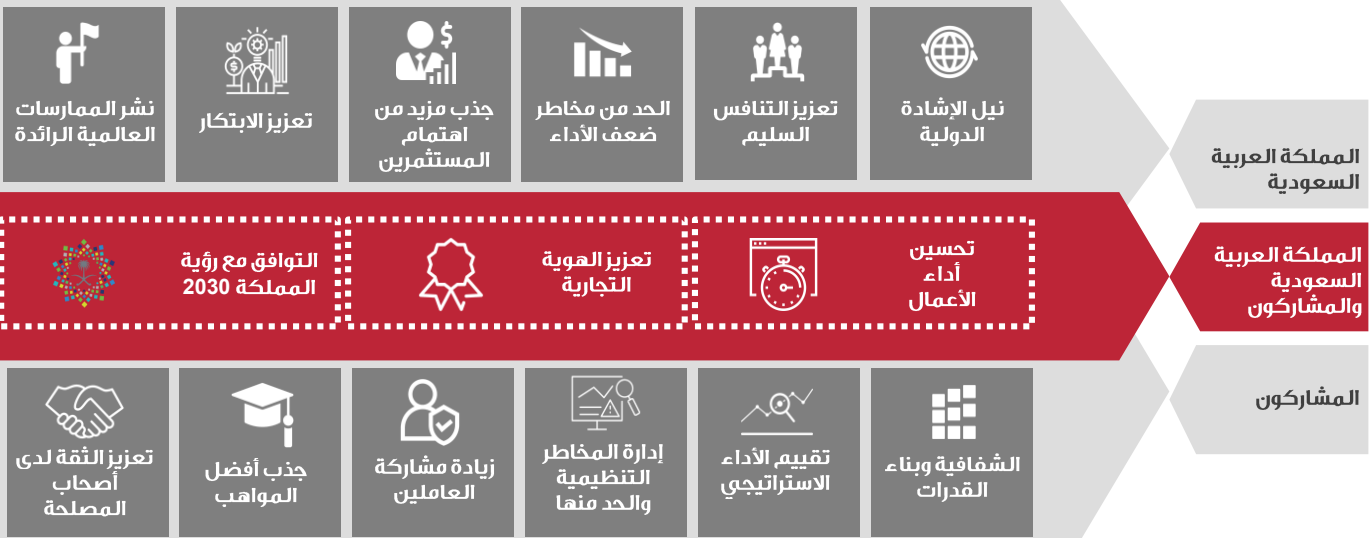 المملكة العربية
السعودية
نيل الإشادة
الدولية
تعزيز التنافس
السليم
الحد من مخاطر
ضعف الأداء
جذب مزيد من
اهتمام
المستثمرين
تعزيز الابتكار
نشر الممارسات
العالمية الرائدة
المملكة العربية
السعودية
والمشاركون
تحسين
أداء
الأعمال
تعزيز الهوية
التجارية
التوافق مع رؤية
المملكة 2030
المشاركون
الشفافية وبناء
القدرات
تقييم الأداء
الاستراتيجي
إدارة المخاطر
التنظيمية
والحد منها
زيادة مشاركة
العاملين
جذب أفضل
المواهب
تعزيز الثقة لدى
أصحاب
المصلحة